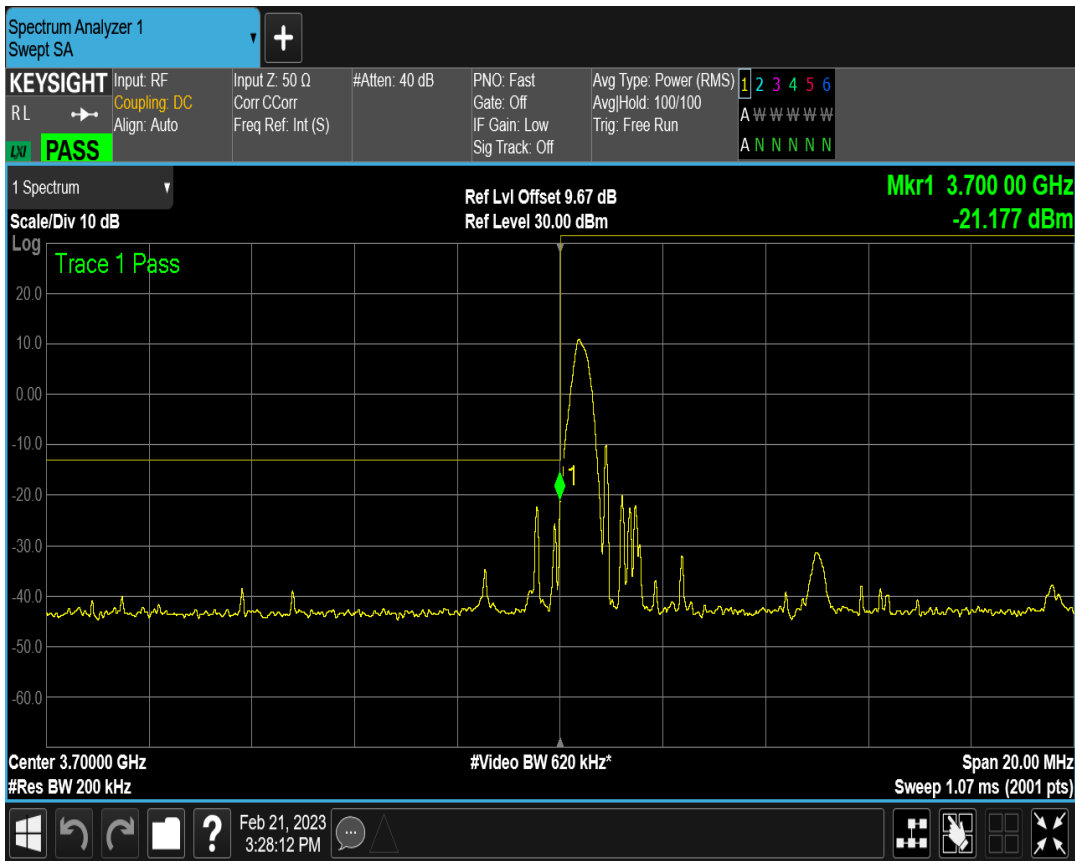 Spectrum Analyzer 1
Swept SA
+
KEYSIGHT
R L
LXI
PASS
Input: RF
Coupling: DC
Align: Auto
Input Z: 50 Ω
Corr CCorr
Freq Ref: Int (S)
#Atten: 40 dB
PNO: Fast
Gate: Off
IF Gain: Low
Sig Track: Off
Avg Type: Power (RMS)
Avg|Hold: 100/100
Trig: Free Run
1 2 3 4 5 6
A W W W W W
A N N N N N
1 Spectrum
Scale/Div 10 dB
Ref Lvl Offset 9.67 dB
Ref Level 30.00 dBm
Mkr1 3.700 00 GHz
-21.177 dBm
Log
Trace 1 Pass
20.0
10.0
0.00
-10.0
1
-20.0
-30.0
-40.0
-50.0
-60.0
Center 3.70000 GHz
#Res BW 200 kHz
#Video BW 620 kHz*
Span 20.00 MHz
Sweep 1.07 ms (2001 pts)
?
Feb 21, 2023
3:28:12 PM